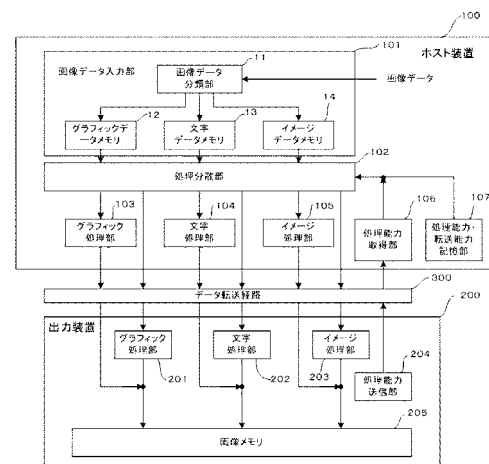 100
101
ホスト装置
画像データ入力部
11
画像データ
分類部
画像データ
12
13
14
グラフィックデ
ータメモリ
文字
データメモリ
イメージ
データメモリ
102
処理分散部
103
104
105
106
107
グラフィック
処理部
文字
処理部
イメージ
処理部
処理能力
取得部
処理能力・
転送能力
記憶部
300
データ転送経路
200
出力装置
グラフィック
処理部
文字
処理部
イメージ
処理部
201
202
203
204
処理能力
送信部
205
画像メモリ